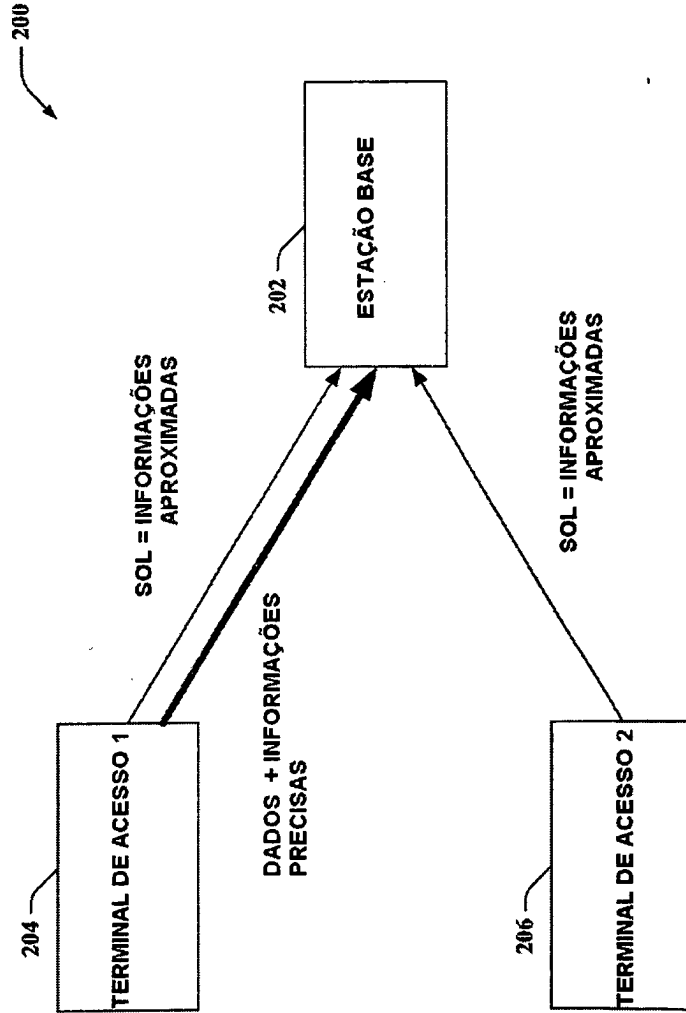 200
204
TERMINAL DE ACESSO 1
SOL = INFORMAÇÕES
APROXIMADAS
DADOS + INFORMAÇÕES
PRECISAS
202
ESTAÇÃO BASE
206
TERMINAL DE ACESSO 2
SOL = INFORMAÇÕES
APROXIMADAS